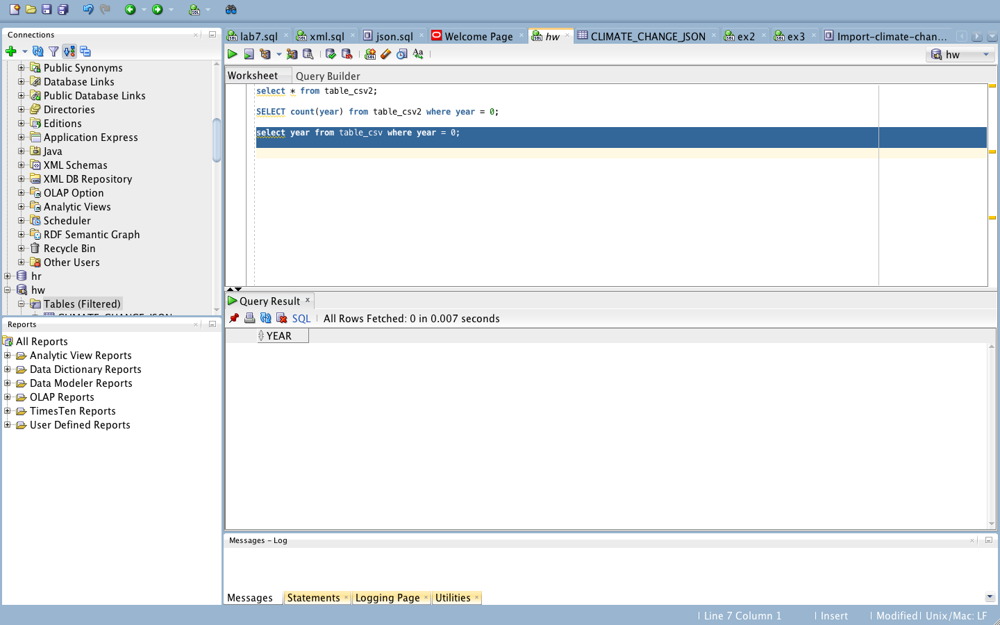 Connections
Public Synonyms
Database Links
Public Database Links
Directories
Editions
Application Express
Java
XML Schemas
XML DB Repository
OLAP Option
Analytic Views
Scheduler
RDF Semantic Graph
Recycle Bin
Other Users
hr
hw
Tables (Filtered)
CLIMATE_CHANGE_JSON
Reports
All Reports
Analytic View Reports
Data Dictionary Reports
Data Modeler Reports
OLAP Reports
TimesTen Reports
User Defined Reports
lab7.sql xml.sql json.sql Welcome Page hw CLIMATE_CHANGE_JSON ex2 ex3 Import-climate-chan...
hw
Worksheet Query Builder
select * from table_csv2;
SELECT count(year) from table_csv2 where year = 0;
select year from table_csv where year = 0;
Query Result
SQL All Rows Fetched: 0 in 0.007 seconds
YEAR
Messages - Log
Messages Statements Logging Page Utilities
Line 7 Column 1 Insert Modified Unix/Mac: LF